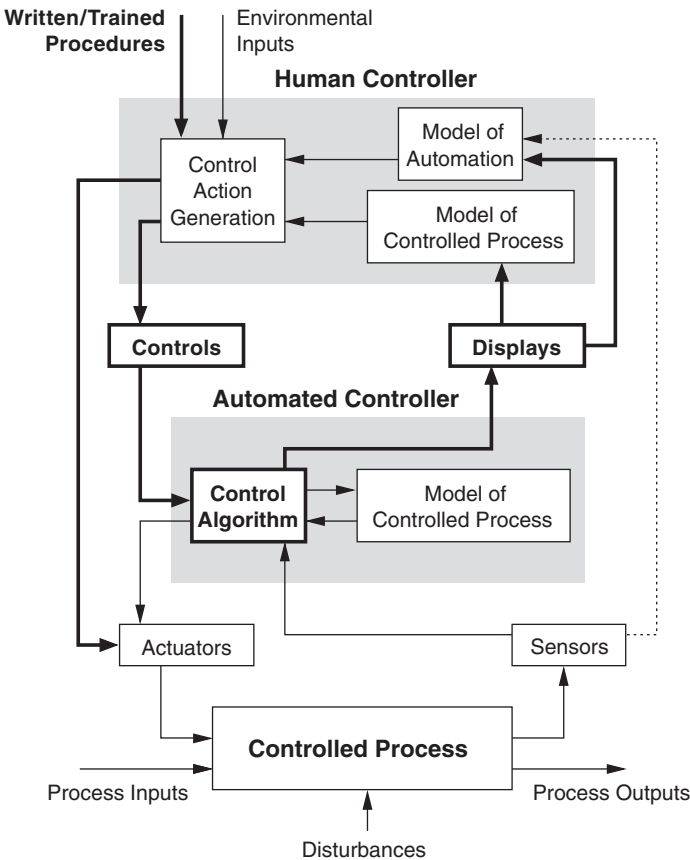 Written/Trained
Procedures
Environmental
Inputs
Human Controller
Control
Action
Generation
Model of
Automation
Model of
Controlled Process
Controls
Displays
Automated Controller
Control
Algorithm
Model of
Controlled Process
Actuators
Sensors
Controlled Process
Process Inputs
Process Outputs
Disturbances